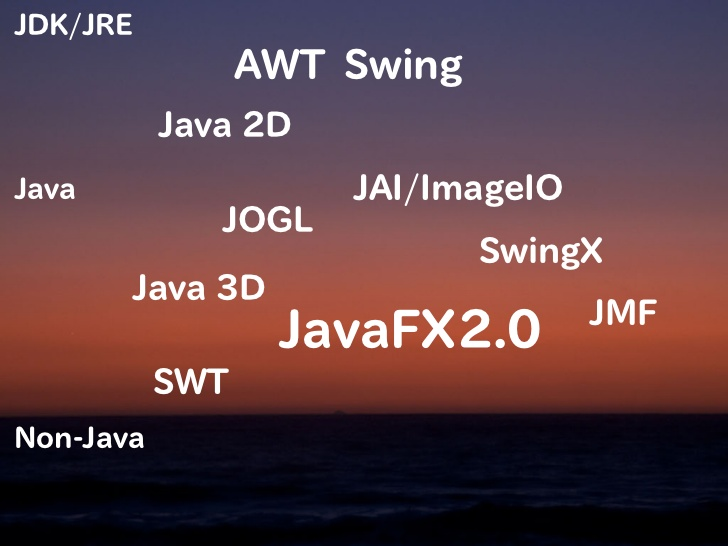 JDK/JRE
AWT Swing
Java 2D
Java
JAI/ImageIO
JOGL
SwingX
Java 3D
JMF
JavaFX2.0
SWT
Non-Java